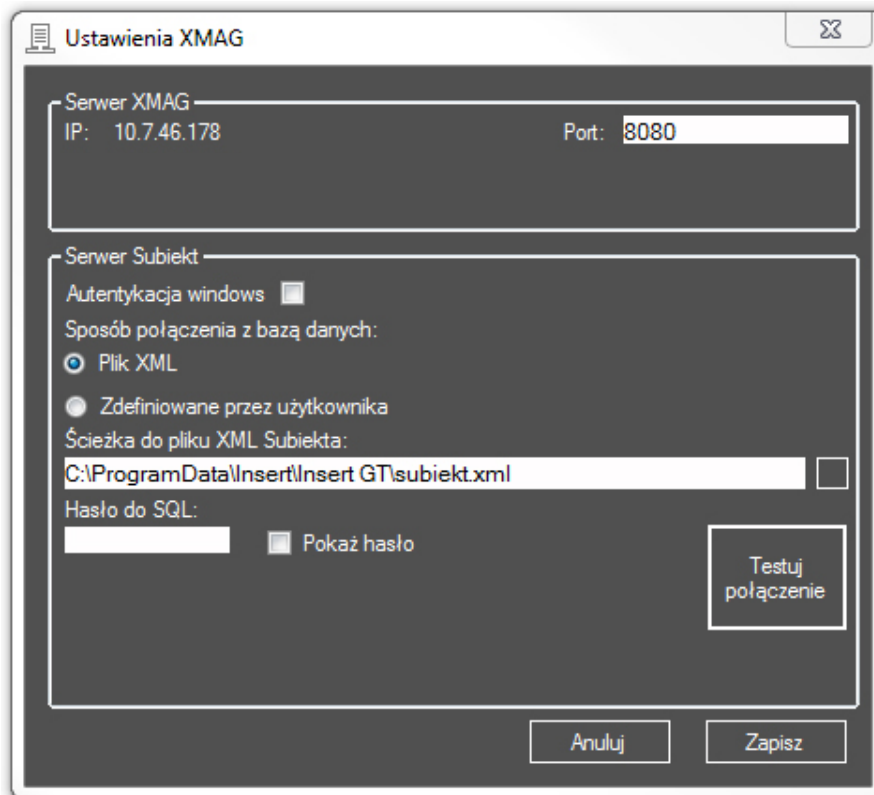 Ustawienia XMAG
Serwer XMAG
IP: 10.7.46.178 Port: 8080
Serwer Subiekt
Autentykacja windows
Sposób połączenia z bazą danych:
Plik XML
Zdefiniowane przez użytkownika
Ścieżka do pliku XML Subiekta:
C:\ProgramData\Insert\Insert GT\subiekt.xml
Hasło do SQL:
Pokaż hasło
Testuj
połączenie
Anuluj Zapisz